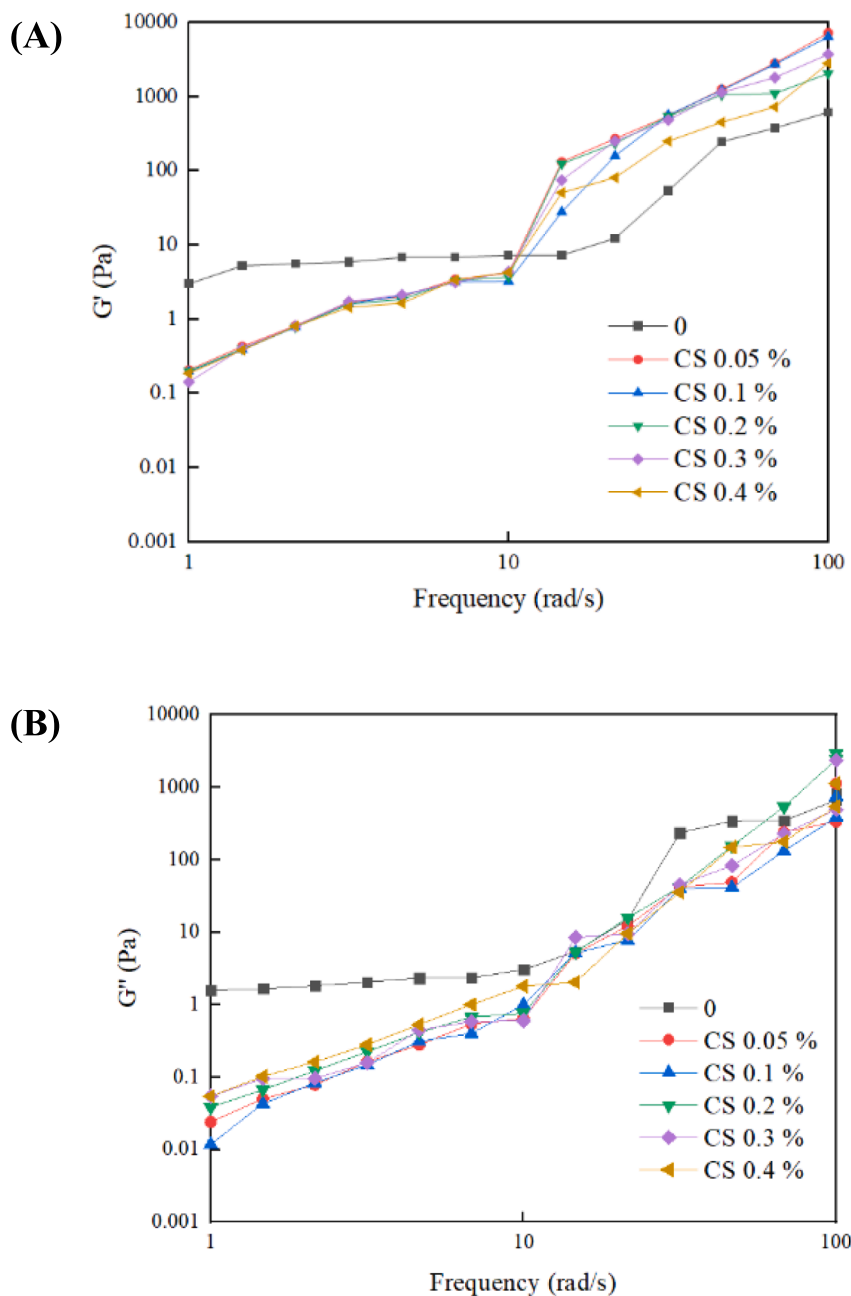 (A)
10000
1000
100
10
1
0.1
0.01
0.001
G' (Pa)
0
CS 0.05 %
CS 0.1 %
CS 0.2 %
CS 0.3 %
CS 0.4 %
1 10 100
Frequency (rad/s)
(B)
10000
1000
100
10
1
0.1
0.01
0.001
G'' (Pa)
0
CS 0.05 %
CS 0.1 %
CS 0.2 %
CS 0.3 %
CS 0.4 %
1 10 100
Frequency (rad/s)